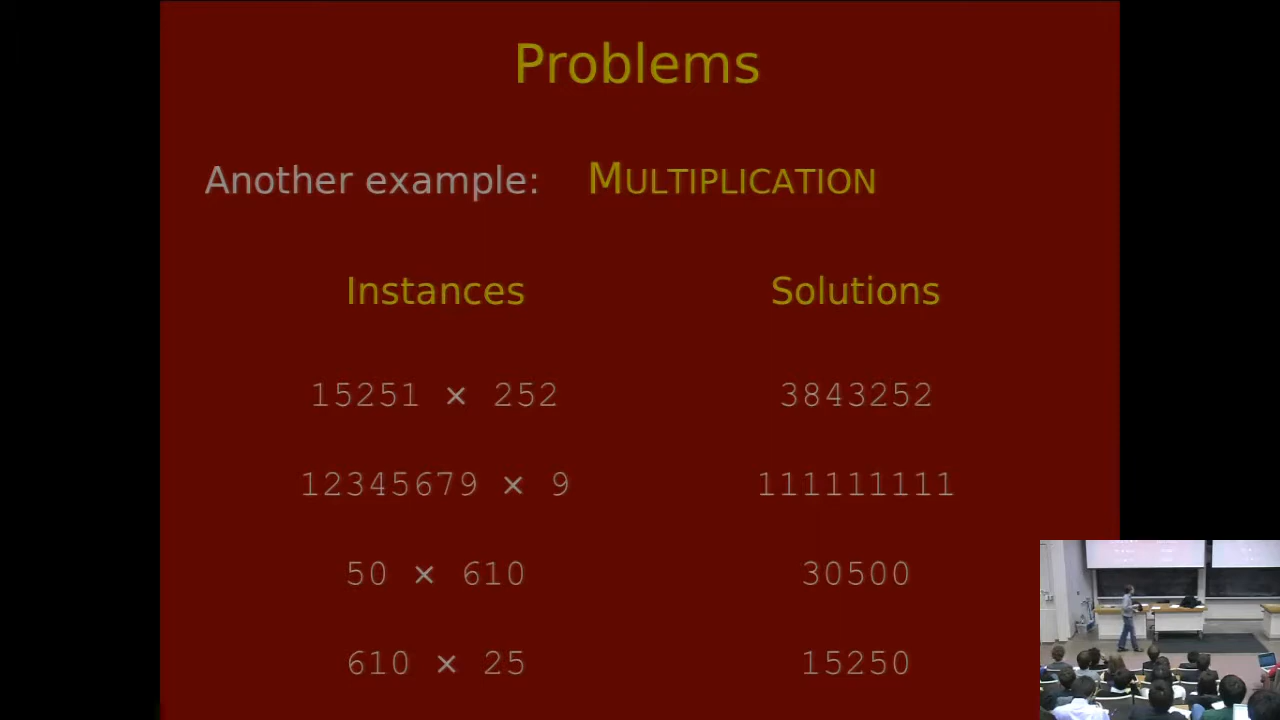 Problems
Another example: MULTIPLICATION
Instances Solutions
15251 × 252 3843252
12345679 × 9 111111111
50 × 610 30500
610 × 25 15250